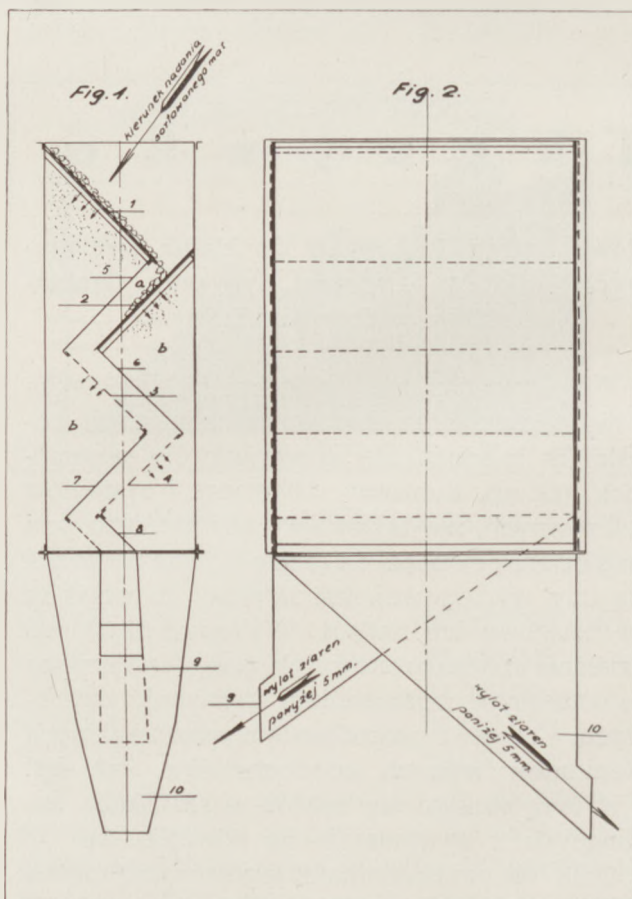 Fig. 1.
kierunek nadania
sortowanego mat
Fig. 2.
1
5
a
2
b
6
3
b
7
4
8
9
10
9
wylot ziaren
powyżej 5 mm.
wylot ziaren
poniżej 5 mm.
10